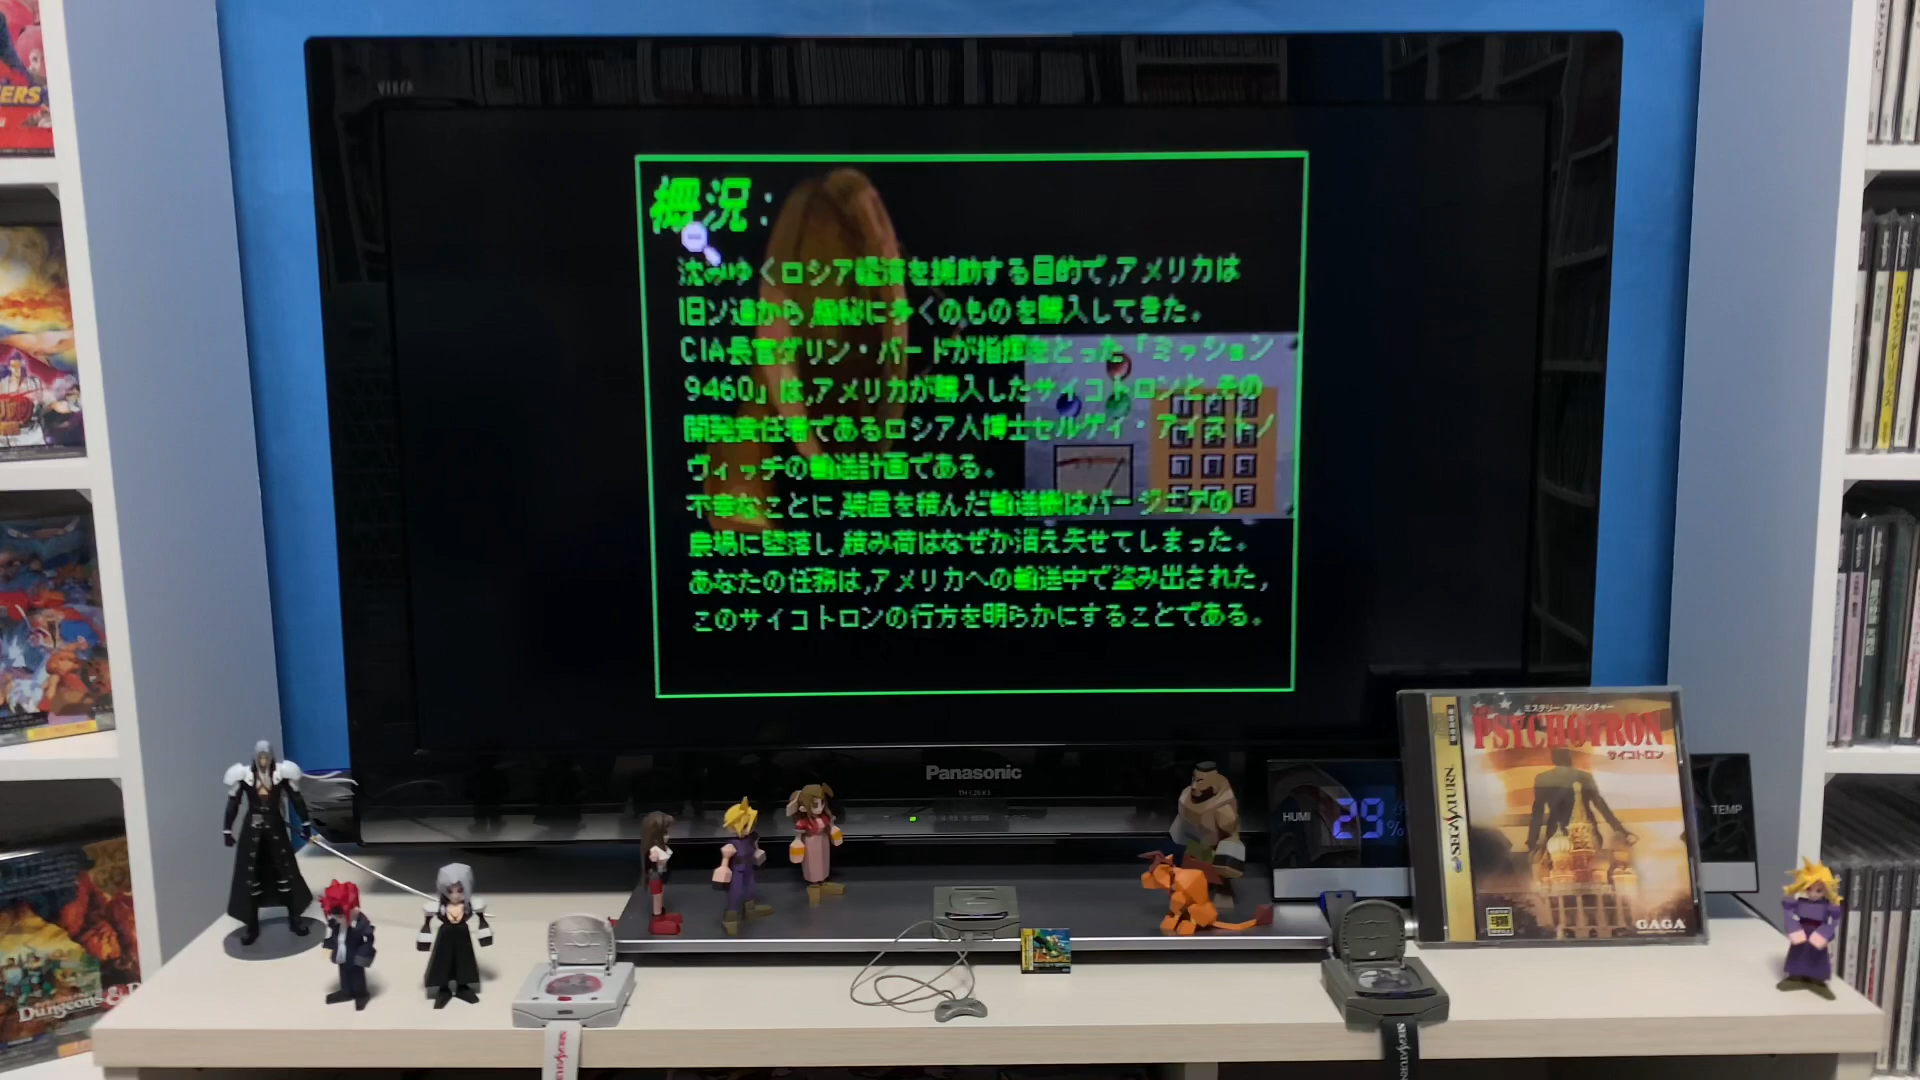 VIERA
概況:
沈みゆくロシア経済を援助する目的で,アメリカは
旧ソ連から,極秘に多くのものを購入してきた。
CIA長官ダリン・バードが指揮をとった「ミッション
9460」は,アメリカが購入したサイコトロンと,その
開発責任者であるロシア人博士セルゲイ・アイストノ
ヴィッチの輸送計画である。
不幸なことに,装置を積んだ輸送機はバージニアの
農場に墜落し,積み荷はなぜか消え失せてしまった。
あなたの任務は,アメリカへの輸送中で盗み出された,
このサイコトロンの行方を明らかにすることである。
Panasonic
HUMI
29
%
TEMP
ミステリー・アドベンチャー
PSYCHOTRON
サイコトロン
SEGA SATURN
GAGA
ERS
Dungeons &
SEGA SATURN
SEGA SATURN